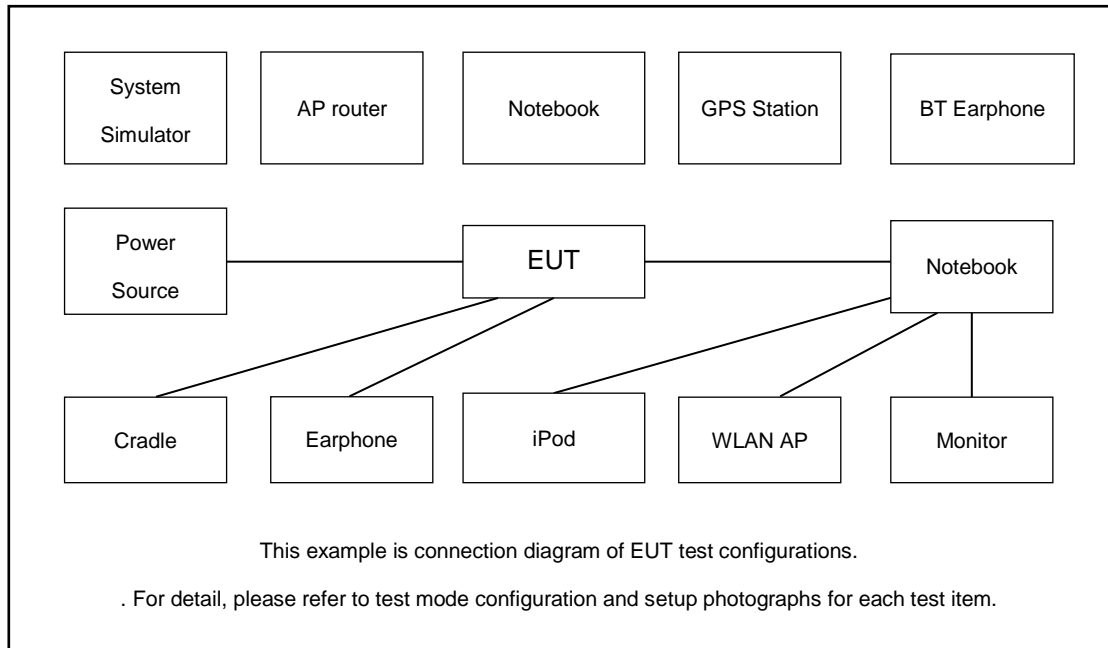 System
Simulator
AP router
Notebook
GPS Station
BT Earphone
Power
Source
EUT
Notebook
Cradle
Earphone
iPod
WLAN AP
Monitor
This example is connection diagram of EUT test configurations.
. For detail, please refer to test mode configuration and setup photographs for each test item.